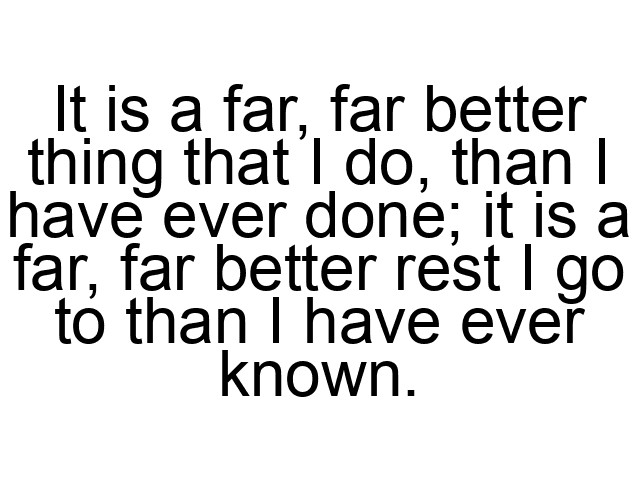 It is a far, far better
thing that I do, than I
have ever done; it is a
far, far better rest I go
to than I have ever
known.